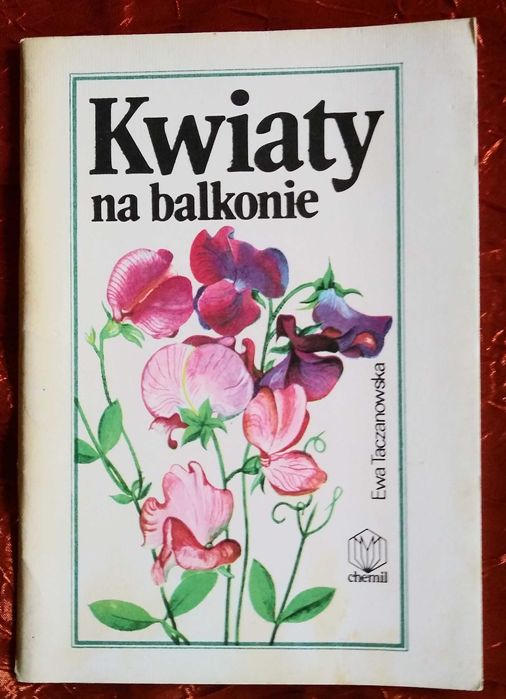 Kwiaty
na balkonie
Ewa Taczanowska
chemil